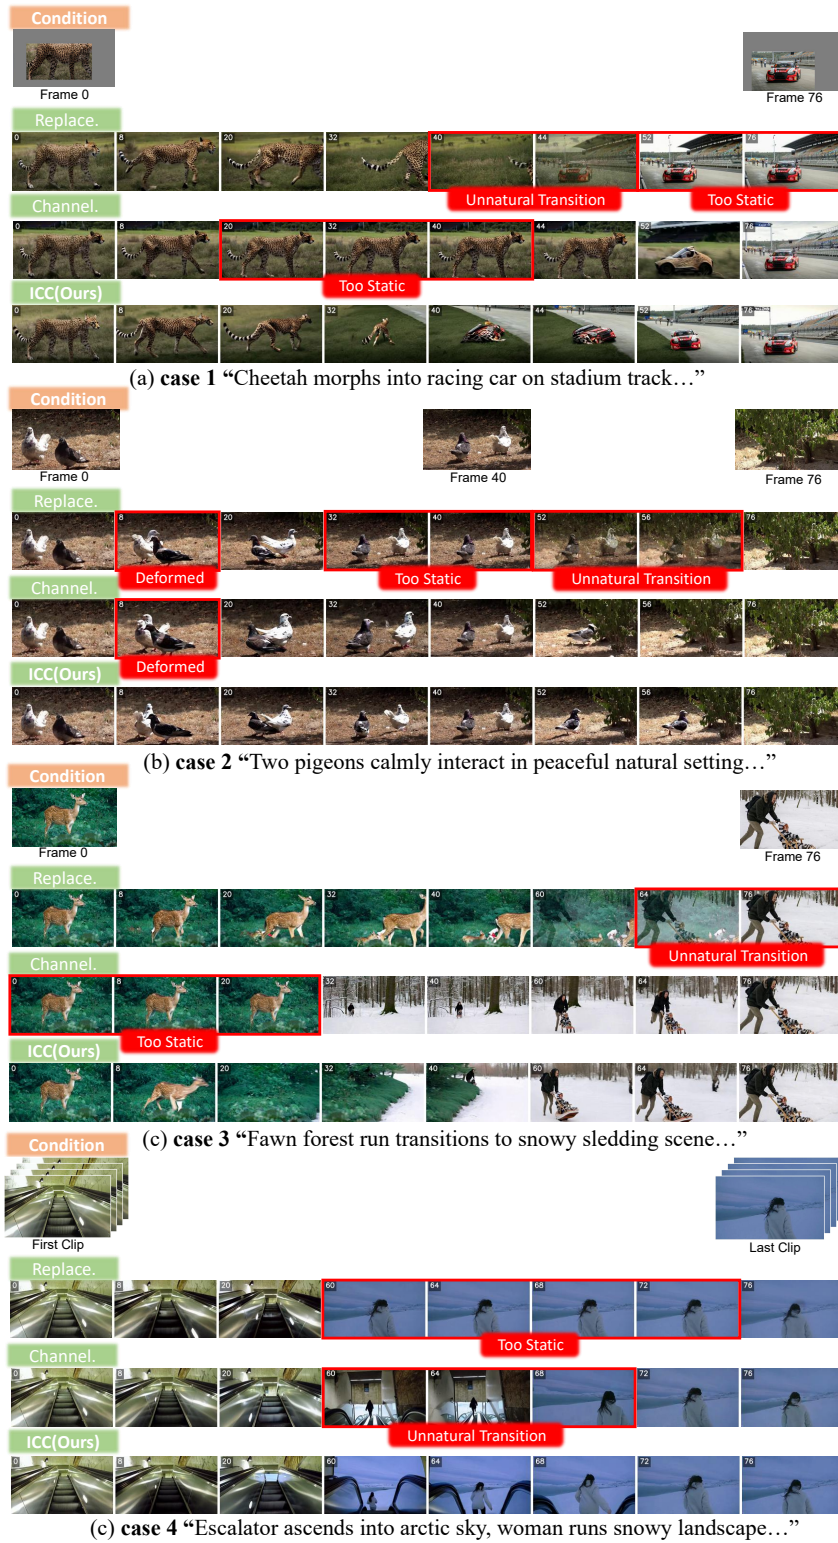 Condition
Frame 0
Frame 76
Replace.
0 8 20 32 40 44 52 76
Unnatural Transition Too Static
Channel.
0 8 20 32 40 44 52 76
Too Static
ICC(Ours)
0 8 20 32 40 44 52 76
(a) case 1 “Cheetah morphs into racing car on stadium track…”
Condition
Frame 0 Frame 40 Frame 76
Replace.
0 8 20 32 40 52 56 76
Deformed Too Static Unnatural Transition
Channel.
0 8 20 32 40 52 56 76
Deformed
ICC(Ours)
0 8 20 32 40 52 56 76
(b) case 2 “Two pigeons calmly interact in peaceful natural setting…”
Condition
Frame 0 Frame 76
Replace.
0 8 20 32 40 60 64 76
Unnatural Transition
Channel.
0 8 20 32 40 60 64 76
Too Static
ICC(Ours)
0 8 20 32 40 60 64 76
(c) case 3 “Fawn forest run transitions to snowy sledding scene…”
Condition
First Clip Last Clip
Replace.
0 8 20 60 64 68 72 76
Too Static
Channel.
0 8 20 60 64 68 72 76
Unnatural Transition
ICC(Ours)
0 8 20 60 64 68 72 76
(c) case 4 “Escalator ascends into arctic sky, woman runs snowy landscape…”